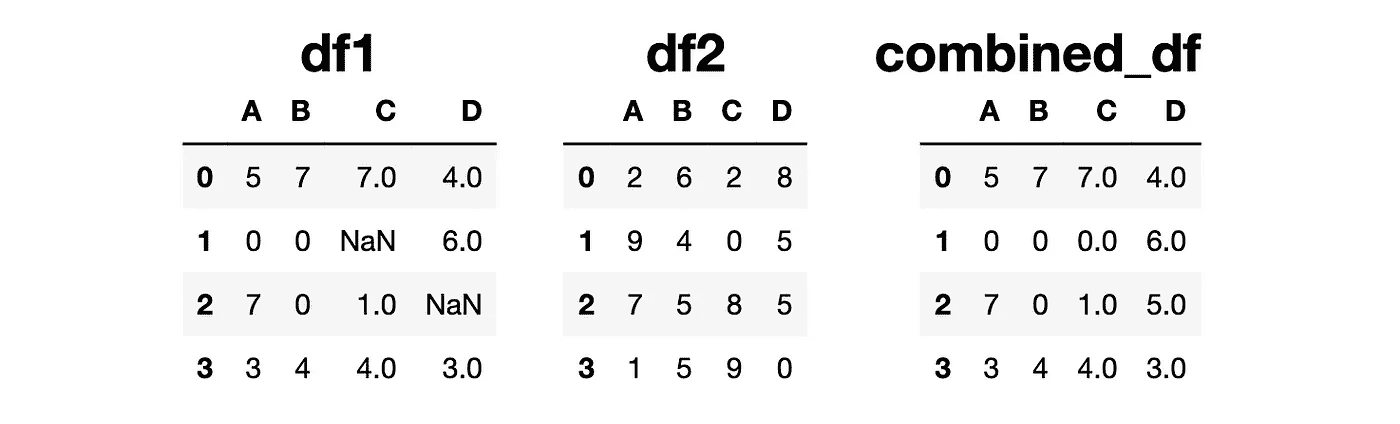 df1 df2 combined_df
A B C D A B C D A B C D
0 5 7 7.0 4.0 0 2 6 2 8 0 5 7 7.0 4.0
1 0 0 NaN 6.0 1 9 4 0 5 1 0 0 0.0 6.0
2 7 0 1.0 NaN 2 7 5 8 5 2 7 0 1.0 5.0
3 3 4 4.0 3.0 3 1 5 9 0 3 3 4 4.0 3.0